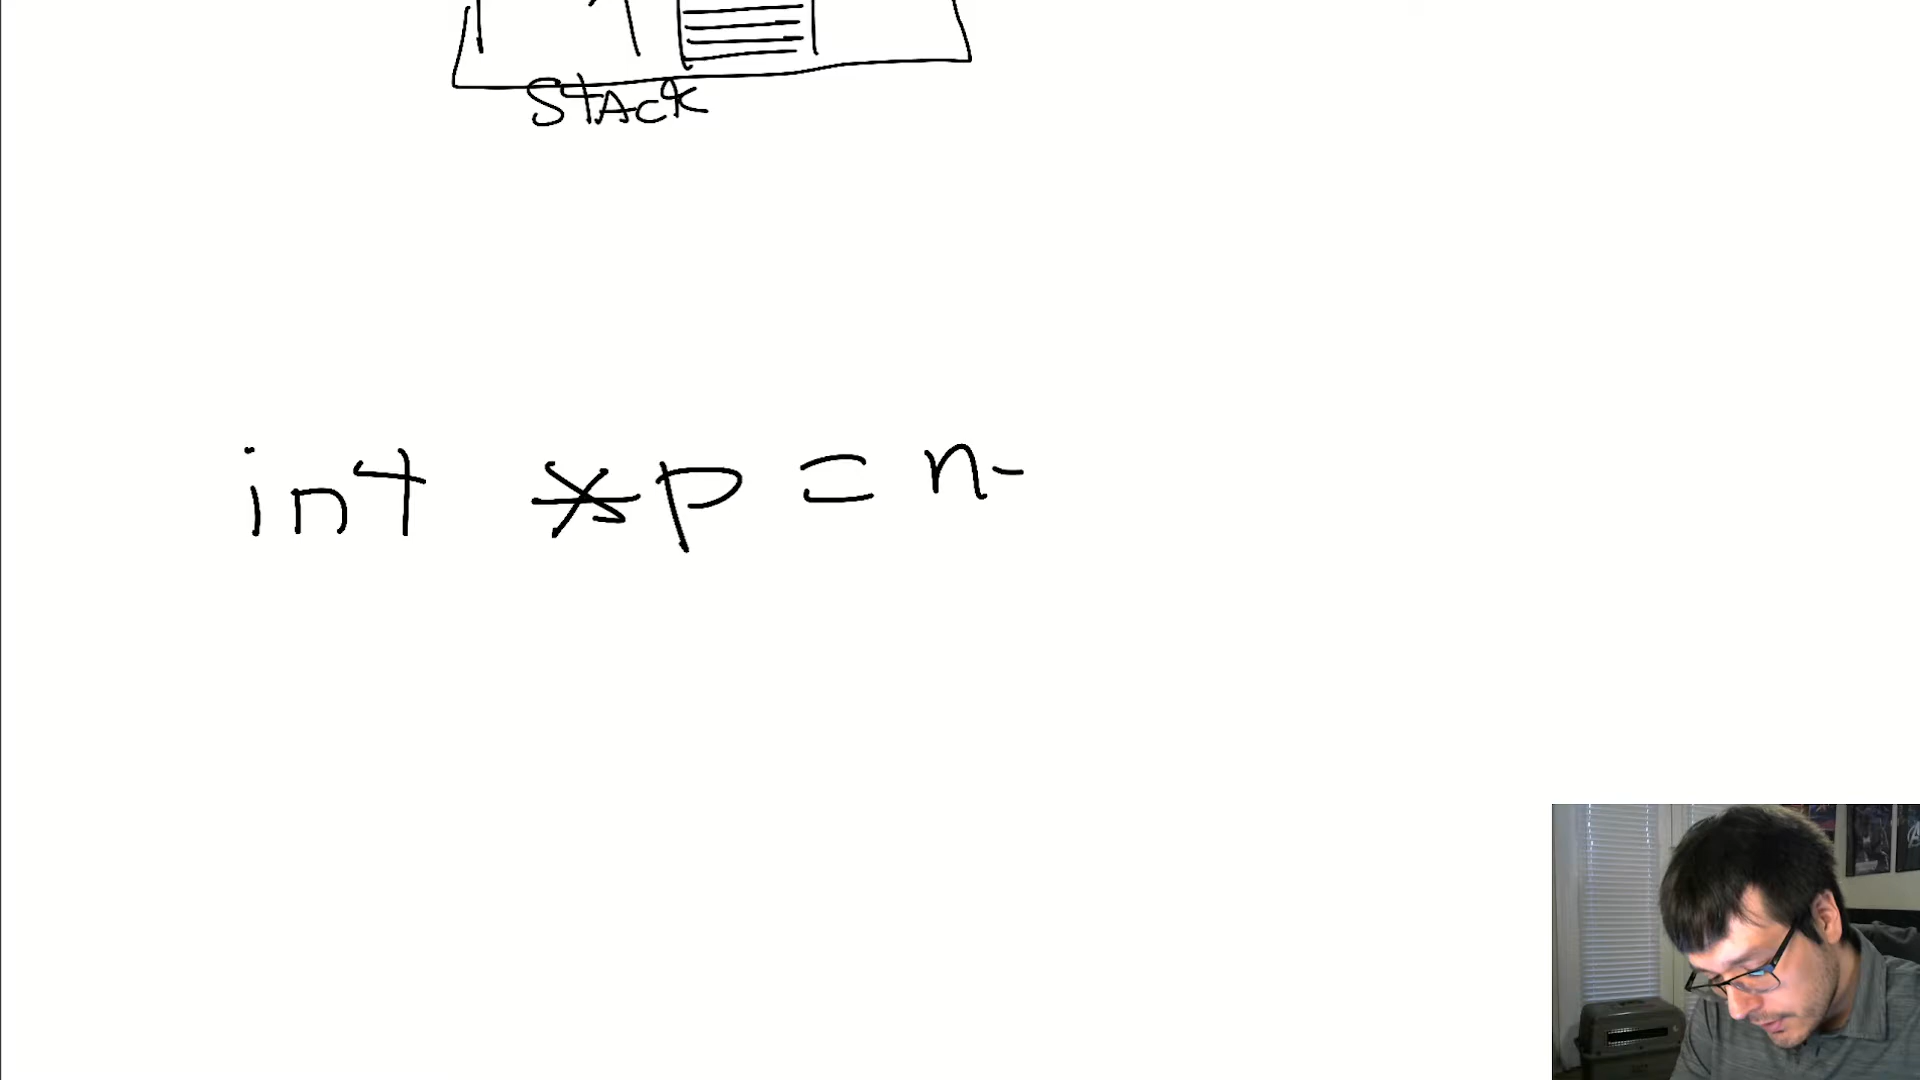 STACK
int *p = n-